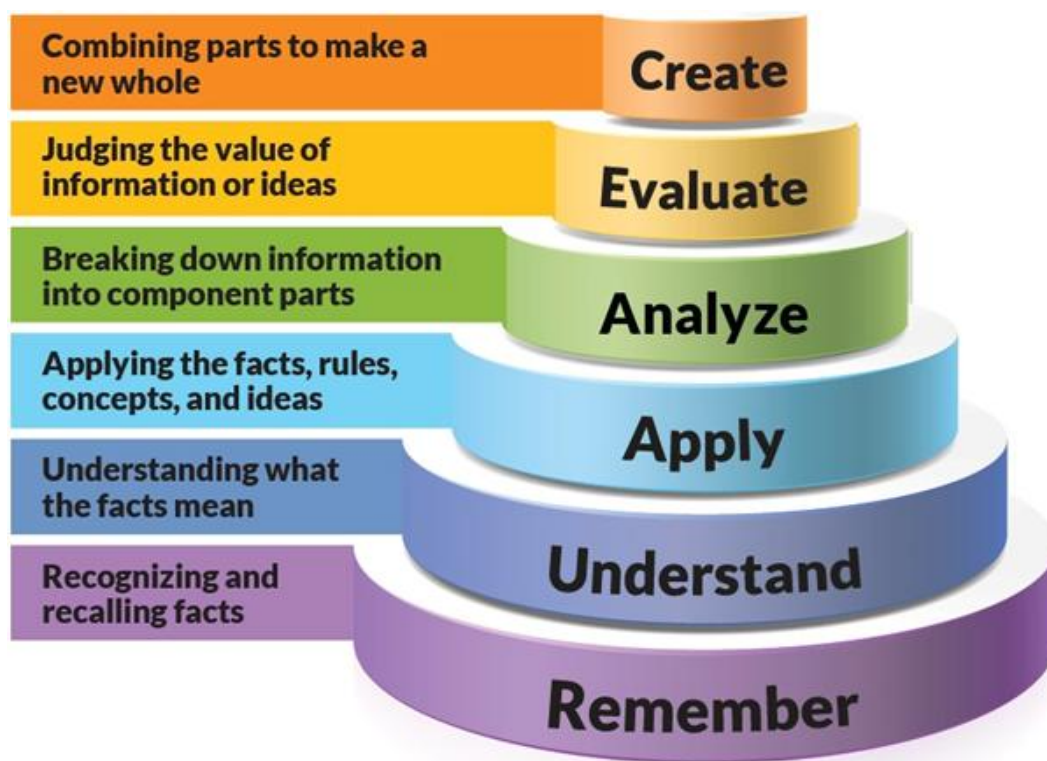 Combining parts to make a
new whole
Create
Judging the value of
information or ideas
Evaluate
Breaking down information
into component parts
Analyze
Applying the facts, rules,
concepts, and ideas
Apply
Understanding what
the facts mean
Understand
Recognizing and
recalling facts
Remember